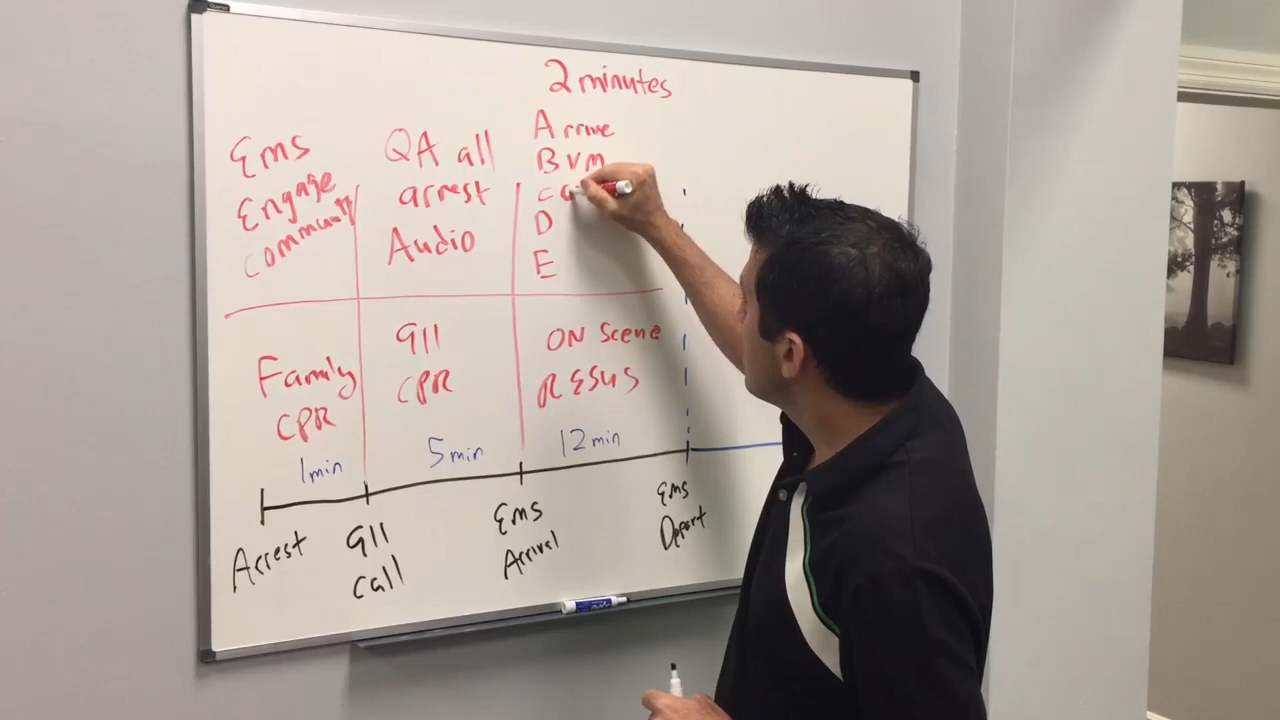 2 minutes
Ems
Engage
community
QA all
arrest
Audio
Arrive
BVM
C
D
E
Family
CPR
911
CPR
ON Scene
RESUS
1min
5min
12min
Arrest
911
call
Ems
Arrival
Ems
Depart